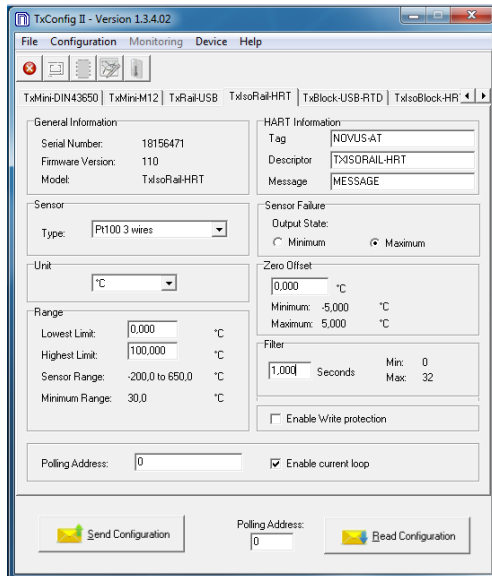 TxConfig II - Version 1.3.4.02
File Configuration Monitoring Device Help
TxMini-DIN43650 TxMini-M12 TxRail-USB TxIsoRail-HRT TxBlock-USB-RTD TxIsoBlock-HR
General Information
Serial Number: 18156471
Firmware Version: 110
Model: TxIsoRail-HRT
HART Information
Tag NOVUS-AT
Descriptor TXISORAIL-HRT
Message MESSAGE
Sensor
Type: Pt100 3 wires
Sensor Failure
Output State:
Minimum Maximum
Unit
°C
Zero Offset
0,000 °C
Minimum: -5,000 °C
Maximum: 5,000 °C
Range
Lowest Limit: 0,000 °C
Highest Limit: 100,000 °C
Sensor Range: -200,0 to 650,0 °C
Minimum Range: 30,0 °C
Filter
1,000 Seconds Min: 0
Max: 32
Enable Write protection
Polling Address: 0 Enable current loop
Send Configuration
Polling Address:
0
Read Configuration